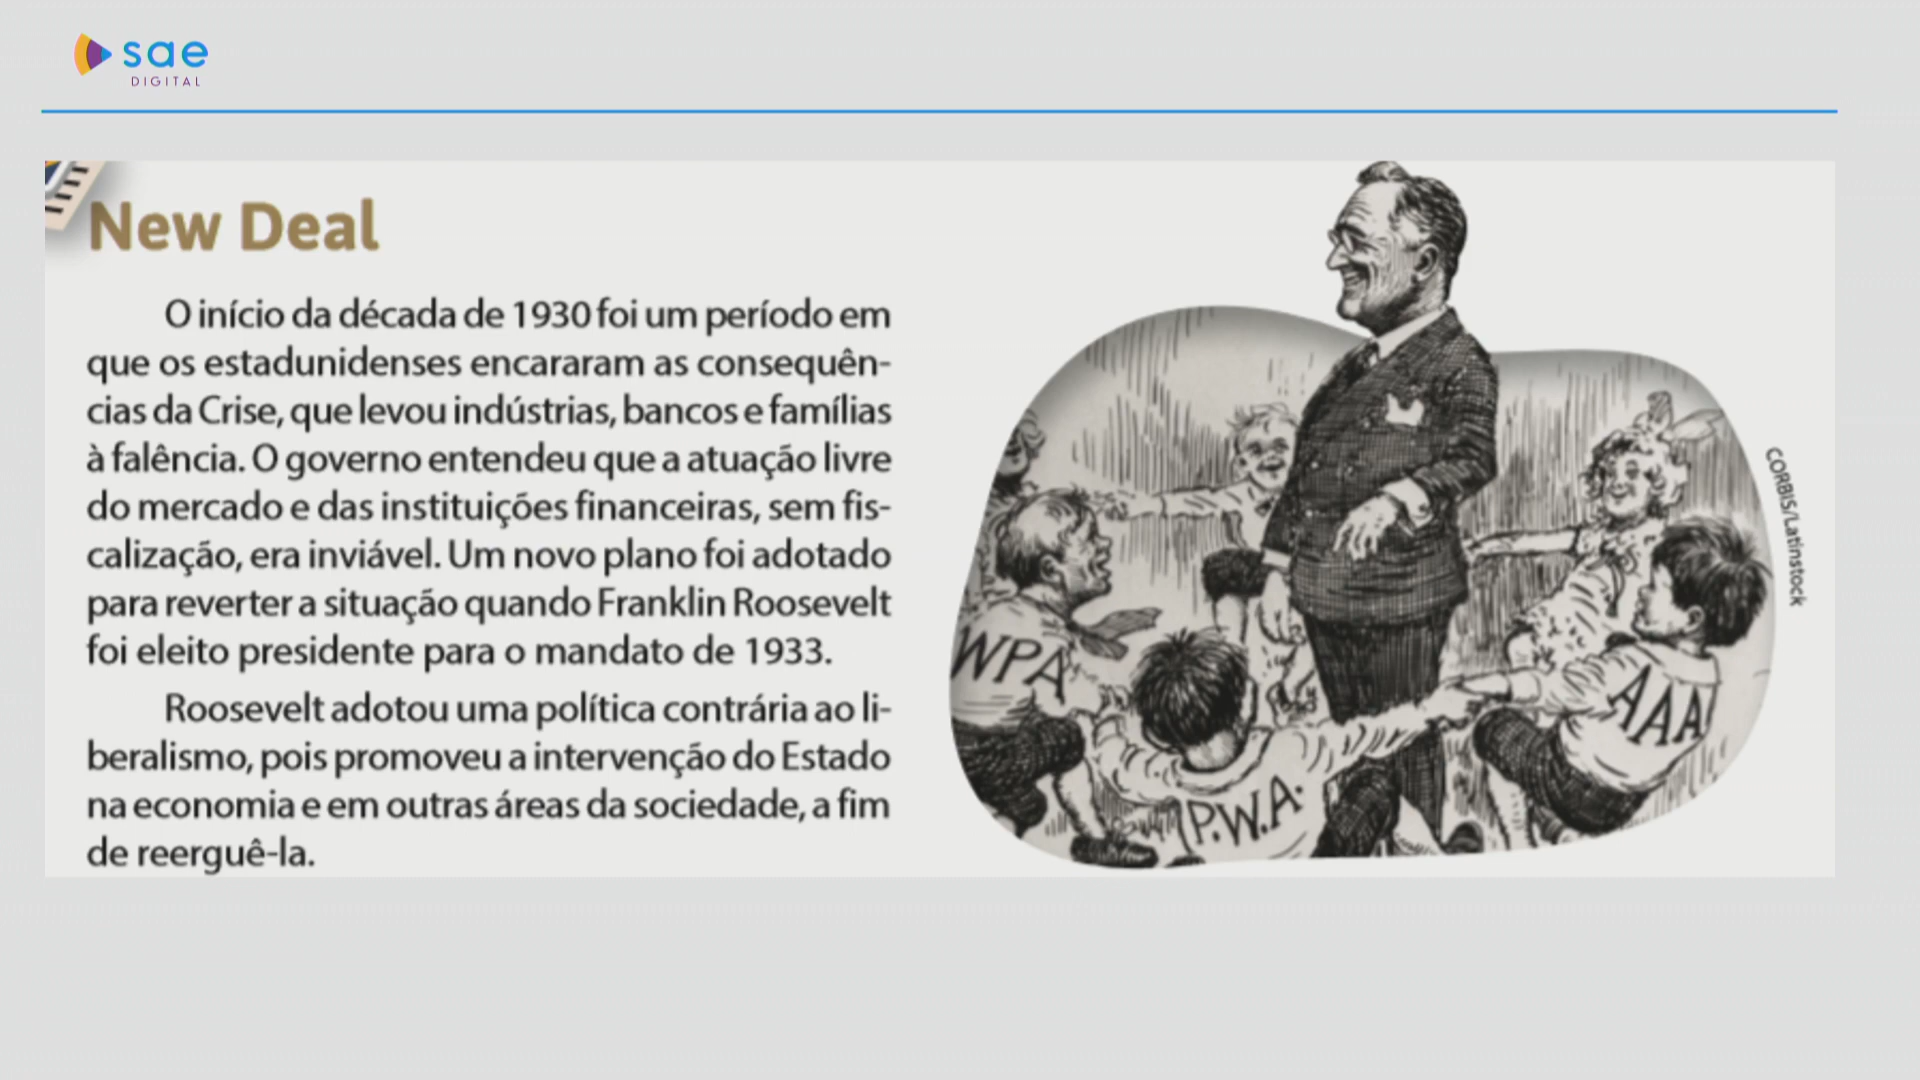 sae
DIGITAL
New Deal
O início da década de 1930 foi um período em
que os estadunidenses encararam as consequên-
cias da Crise, que levou indústrias, bancos e famílias
à falência. O governo entendeu que a atuação livre
do mercado e das instituições financeiras, sem fis-
calização, era inviável. Um novo plano foi adotado
para reverter a situação quando Franklin Roosevelt
foi eleito presidente para o mandato de 1933.
Roosevelt adotou uma política contrária ao li-
beralismo, pois promoveu a intervenção do Estado
na economia e em outras áreas da sociedade, a fim
de reerguê-la.
WPA
P.W.A.
AAA
CORBIS/Latinstock